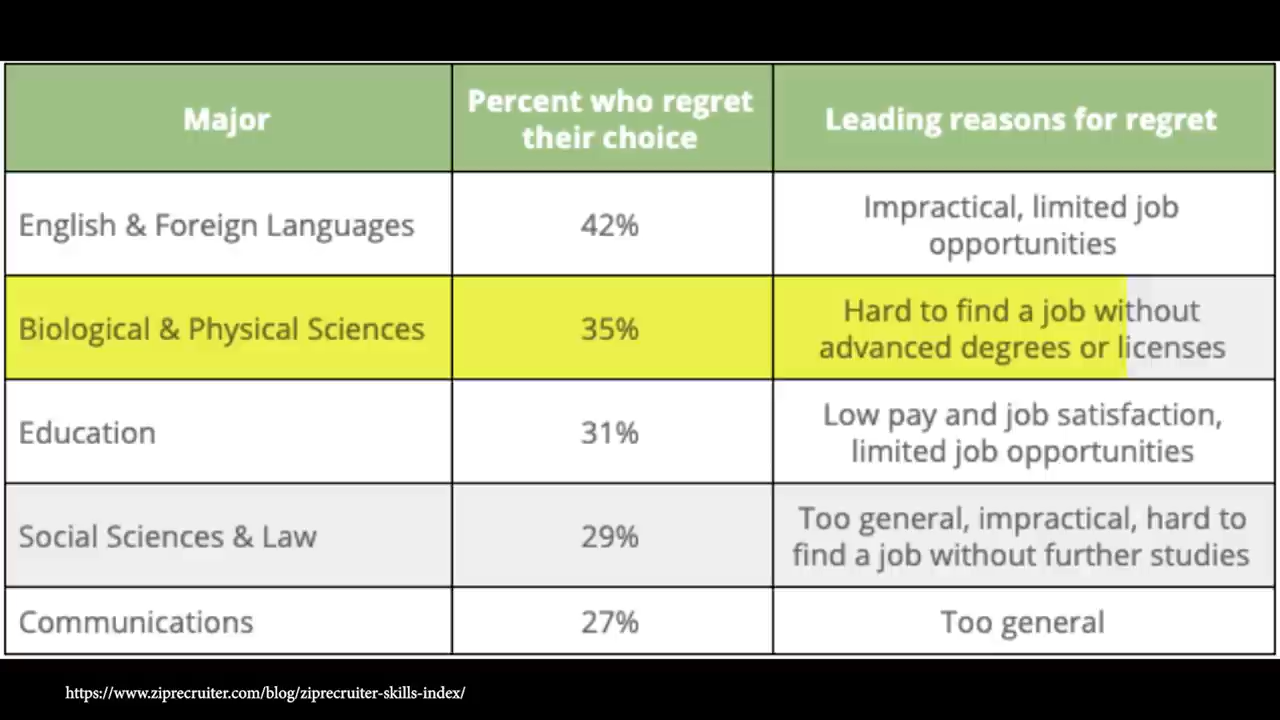 Major
Percent who regret
their choice
Leading reasons for regret
English & Foreign Languages
42%
Impractical, limited job
opportunities
Biological & Physical Sciences
35%
Hard to find a job without
advanced degrees or licenses
Education
31%
Low pay and job satisfaction,
limited job opportunities
Social Sciences & Law
29%
Too general, impractical, hard to
find a job without further studies
Communications
27%
Too general
https://www.ziprecruiter.com/blog/ziprecruiter-skills-index/